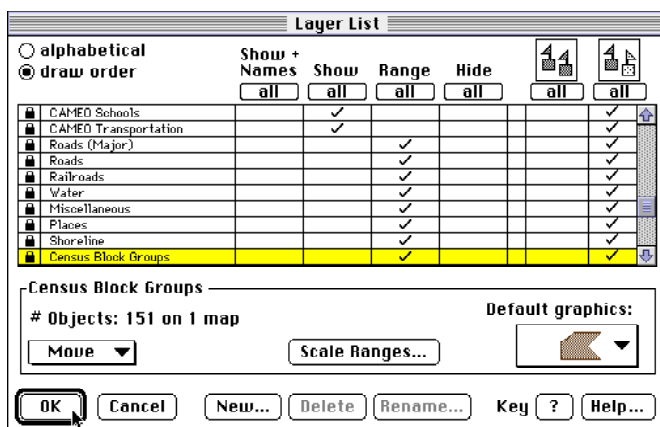 Layer List
alphabetical
draw order
Show +
Names Show Range Hide
all all all all all all
CAMEO Schools
CAMEO Transportation
Roads (Major)
Roads
Railroads
Water
Miscellaneous
Places
Shoreline
Census Block Groups
Census Block Groups
# Objects: 151 on 1 map
Default graphics:
Move
Scale Ranges...
OK Cancel New... Delete Rename... Key ? Help...